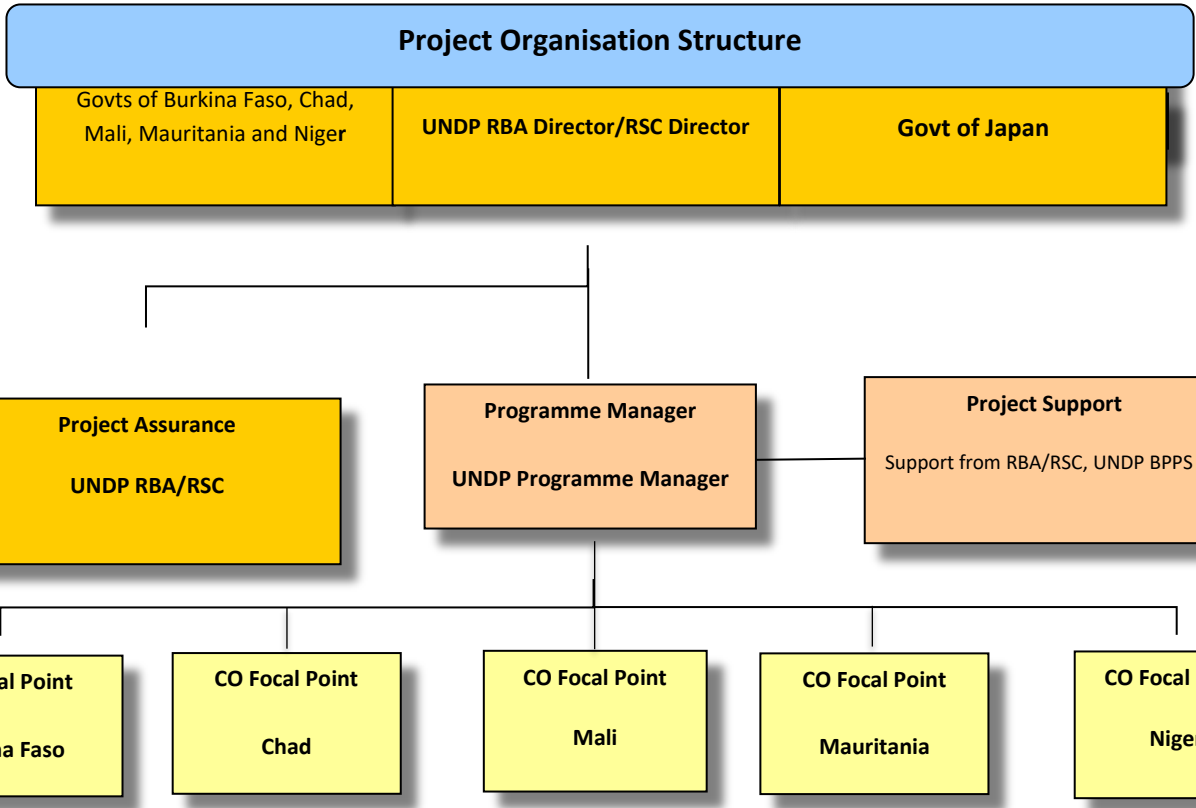 Project Organisation Structure
Govts of Burkina Faso, Chad,
Mali, Mauritania and Niger
UNDP RBA Director/RSC Director
Govt of Japan
Project Assurance
UNDP RBA/RSC
Programme Manager
UNDP Programme Manager
Project Support
Support from RBA/RSC, UNDP BPPS
al Point
a Faso
CO Focal Point
Chad
CO Focal Point
Mali
CO Focal Point
Mauritania
CO Focal
Niger